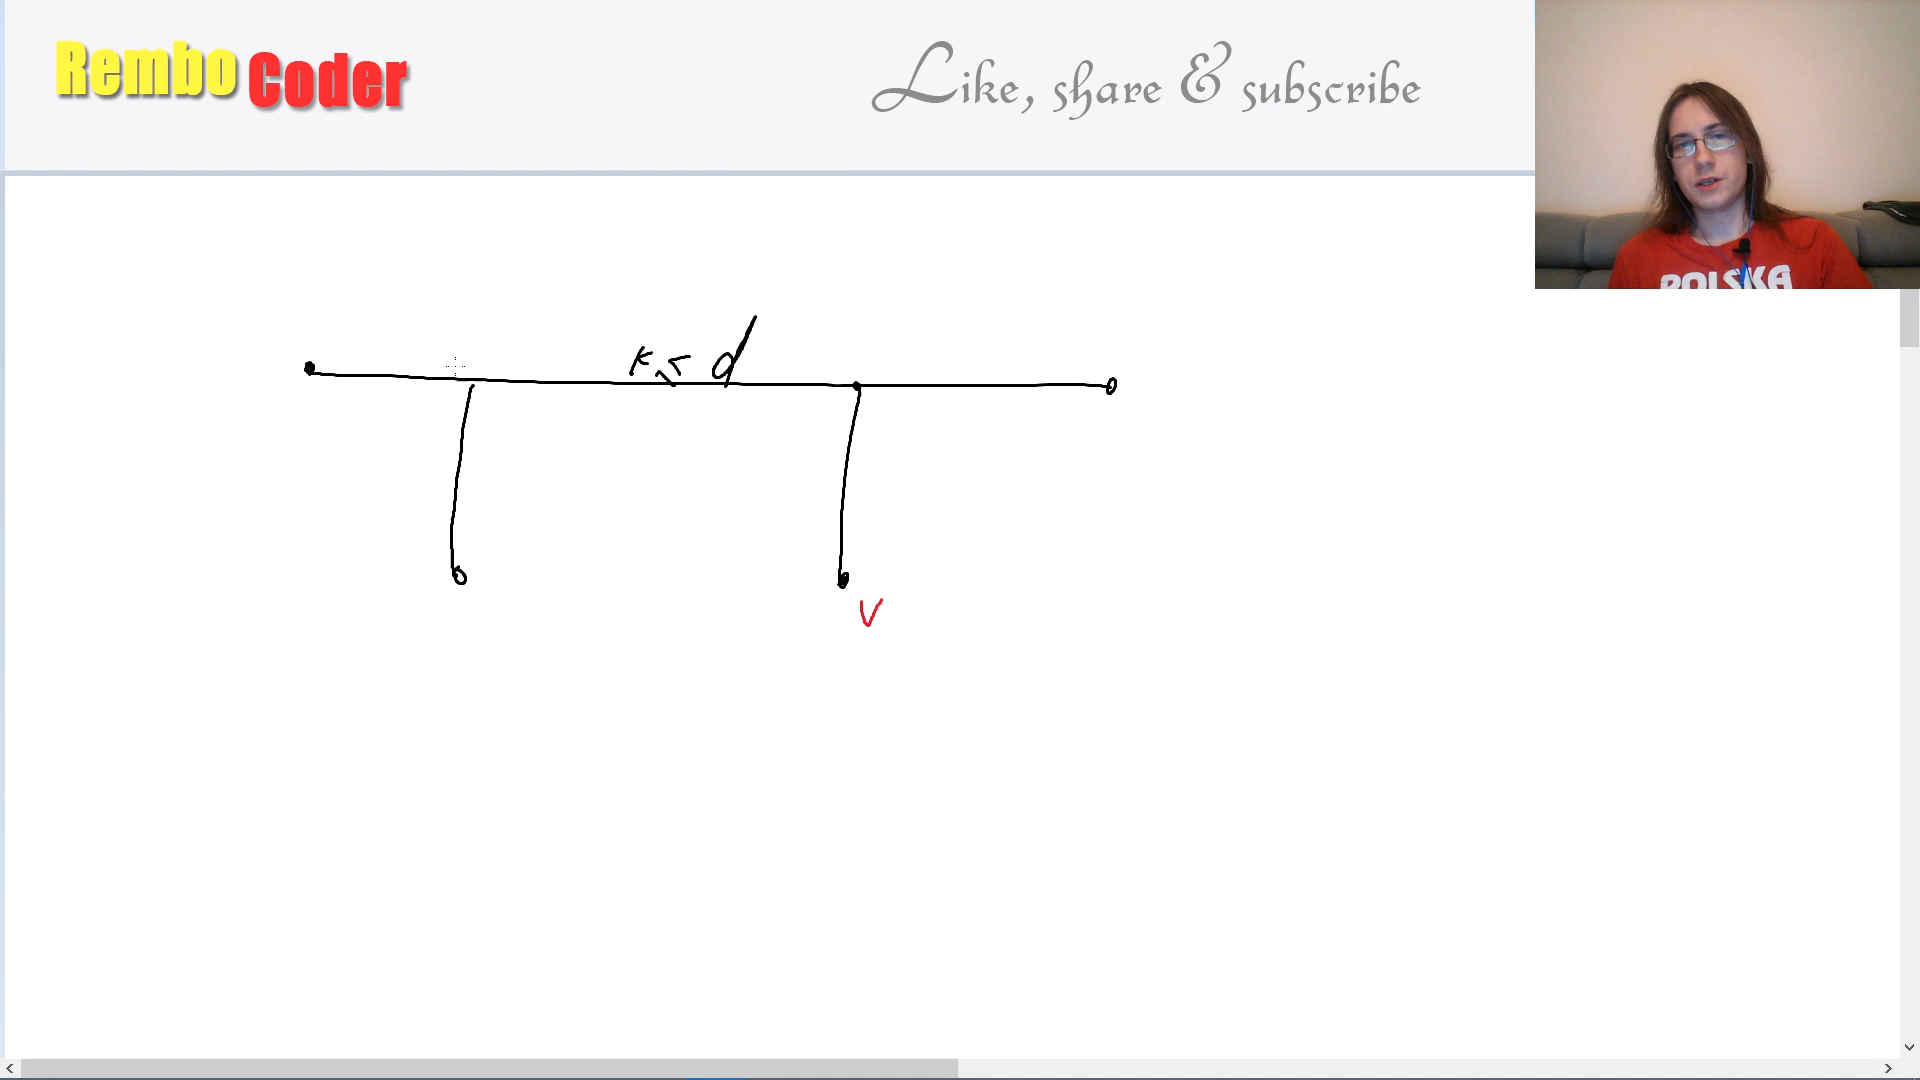 Rembo Coder
Like, share & subscribe
POLSKA
K ≤ d
V